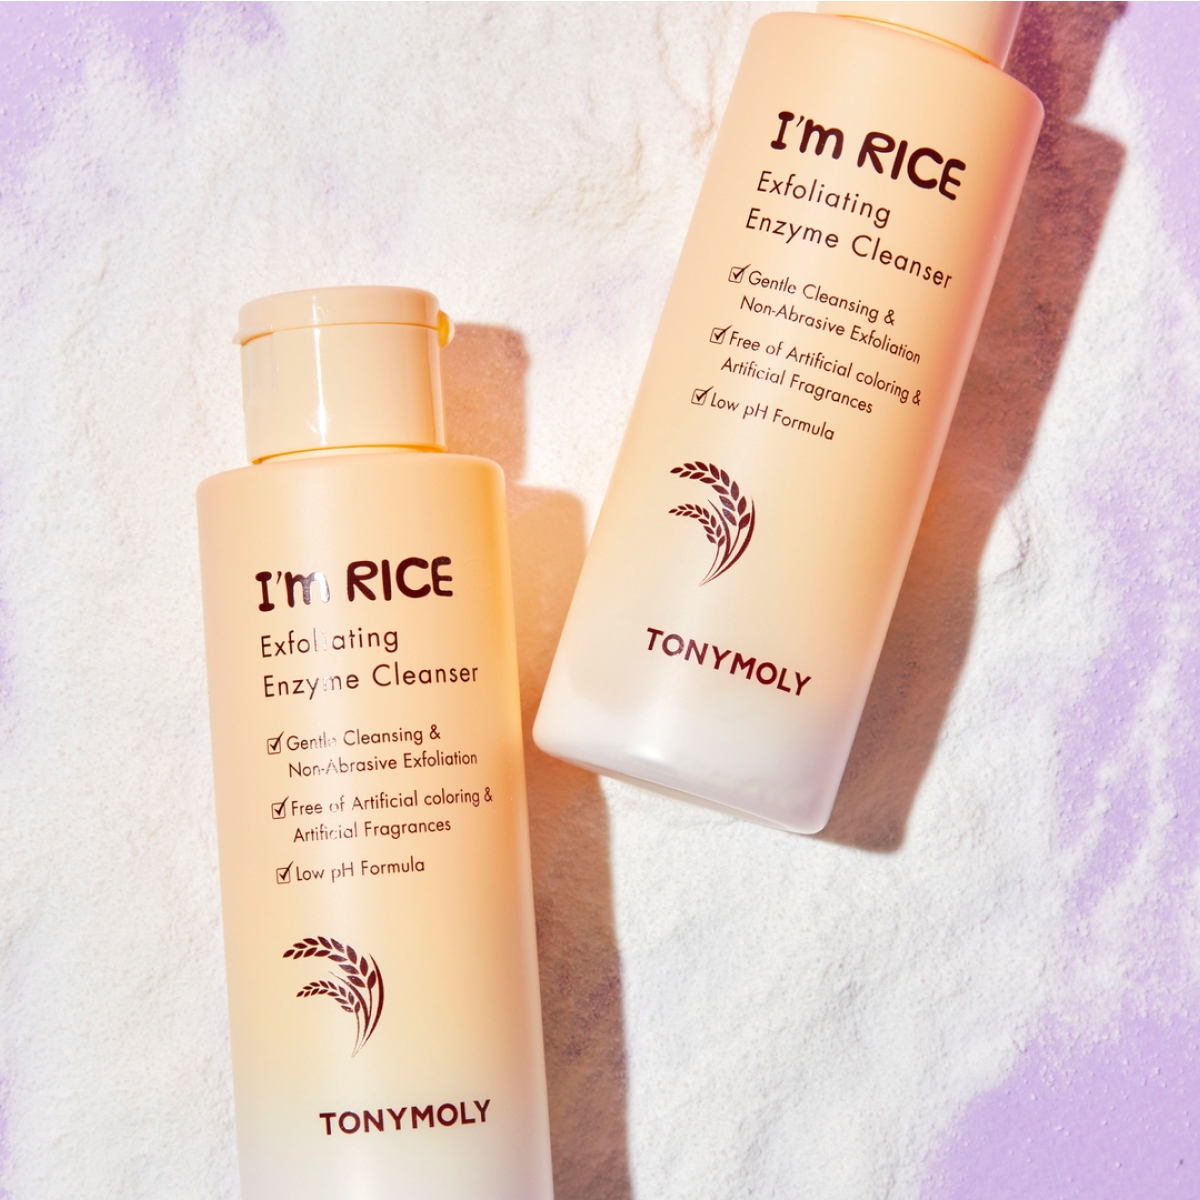 I'm RICE
Exfoliating
Enzyme Cleanser
Gentle Cleansing &
Non-Abrasive Exfoliation
Free of Artificial coloring &
Artificial Fragrances
Low pH Formula
TONYMOLY
I'm RICE
Exfoliating
Enzyme Cleanser
Gentle Cleansing &
Non-Abrasive Exfoliation
Free of Artificial coloring &
Artificial Fragrances
Low pH Formula
TONYMOLY